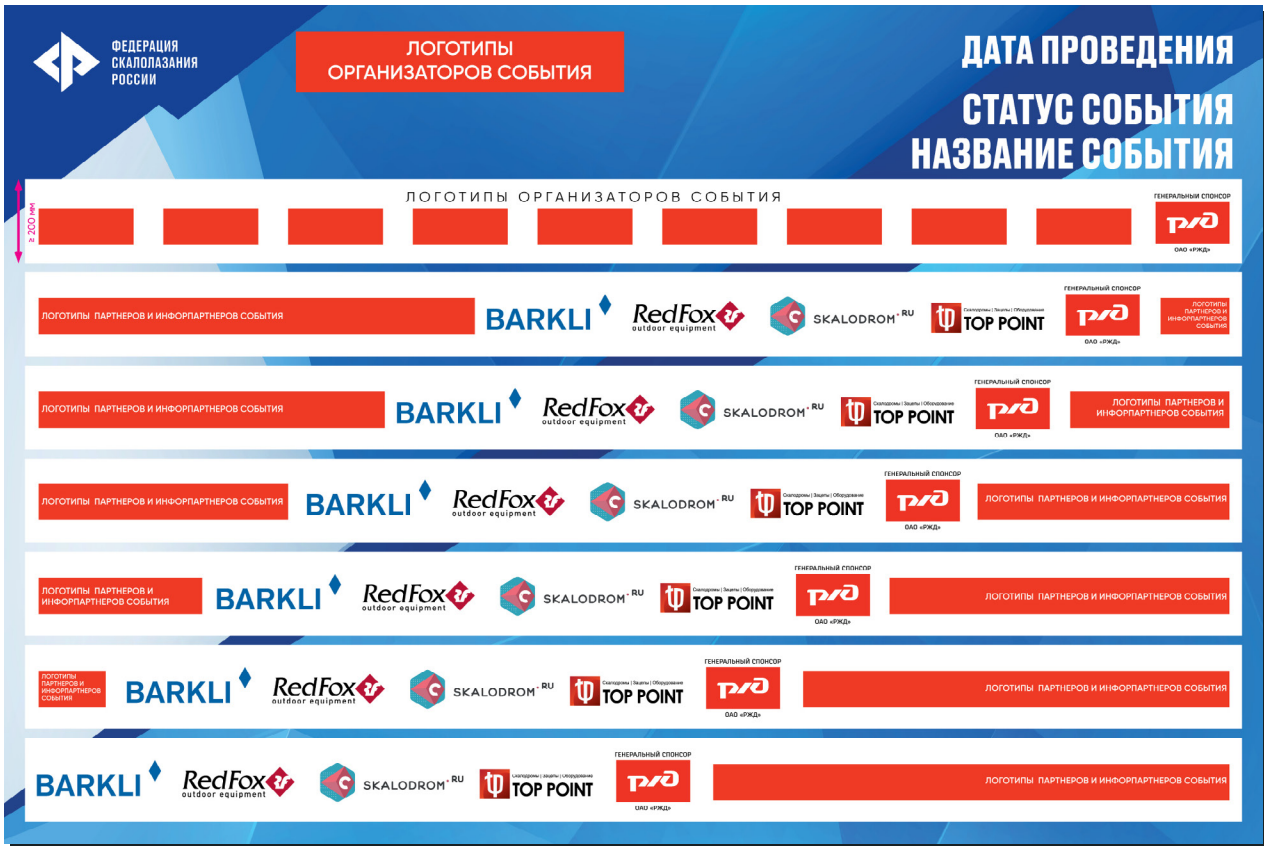 ФЕДЕРАЦИЯ
СКАЛОЛАЗАНИЯ
РОССИИ
ЛОГОТИПЫ
ОРГАНИЗАТОРОВ СОБЫТИЯ
ДАТА ПРОВЕДЕНИЯ
СТАТУС СОБЫТИЯ
НАЗВАНИЕ СОБЫТИЯ
≥ 200 мм
ЛОГОТИПЫ ОРГАНИЗАТОРОВ СОБЫТИЯ
ГЕНЕРАЛЬНЫЙ СПОНСОР
РЖД
ОАО «РЖД»
ЛОГОТИПЫ ПАРТНЕРОВ И ИНФОРПАРТНЕРОВ СОБЫТИЯ
BARKLI
RedFox
outdoor equipment
SKALODROM.RU
Скалодромы | Зацепы | Оборудование
TOP POINT
ГЕНЕРАЛЬНЫЙ СПОНСОР
РЖД
ОАО «РЖД»
ЛОГОТИПЫ
ПАРТНЕРОВ И
ИНФОРПАРТНЕРОВ
СОБЫТИЯ
ЛОГОТИПЫ ПАРТНЕРОВ И ИНФОРПАРТНЕРОВ СОБЫТИЯ
BARKLI
RedFox
outdoor equipment
SKALODROM.RU
Скалодромы | Зацепы | Оборудование
TOP POINT
ГЕНЕРАЛЬНЫЙ СПОНСОР
РЖД
ОАО «РЖД»
ЛОГОТИПЫ ПАРТНЕРОВ И
ИНФОРПАРТНЕРОВ СОБЫТИЯ
ЛОГОТИПЫ ПАРТНЕРОВ И ИНФОРПАРТНЕРОВ СОБЫТИЯ
BARKLI
RedFox
outdoor equipment
SKALODROM.RU
Скалодромы | Зацепы | Оборудование
TOP POINT
ГЕНЕРАЛЬНЫЙ СПОНСОР
РЖД
ОАО «РЖД»
ЛОГОТИПЫ ПАРТНЕРОВ И ИНФОРПАРТНЕРОВ СОБЫТИЯ
ЛОГОТИПЫ ПАРТНЕРОВ И
ИНФОРПАРТНЕРОВ СОБЫТИЯ
BARKLI
RedFox
outdoor equipment
SKALODROM.RU
Скалодромы | Зацепы | Оборудование
TOP POINT
ГЕНЕРАЛЬНЫЙ СПОНСОР
РЖД
ОАО «РЖД»
ЛОГОТИПЫ ПАРТНЕРОВ И ИНФОРПАРТНЕРОВ СОБЫТИЯ
ЛОГОТИПЫ
ПАРТНЕРОВ И
ИНФОРПАРТНЕРОВ
СОБЫТИЯ
BARKLI
RedFox
outdoor equipment
SKALODROM.RU
Скалодромы | Зацепы | Оборудование
TOP POINT
ГЕНЕРАЛЬНЫЙ СПОНСОР
РЖД
ОАО «РЖД»
ЛОГОТИПЫ ПАРТНЕРОВ И ИНФОРПАРТНЕРОВ СОБЫТИЯ
BARKLI
RedFox
outdoor equipment
SKALODROM.RU
Скалодромы | Зацепы | Оборудование
TOP POINT
ГЕНЕРАЛЬНЫЙ СПОНСОР
РЖД
ОАО «РЖД»
ЛОГОТИПЫ ПАРТНЕРОВ И ИНФОРПАРТНЕРОВ СОБЫТИЯ